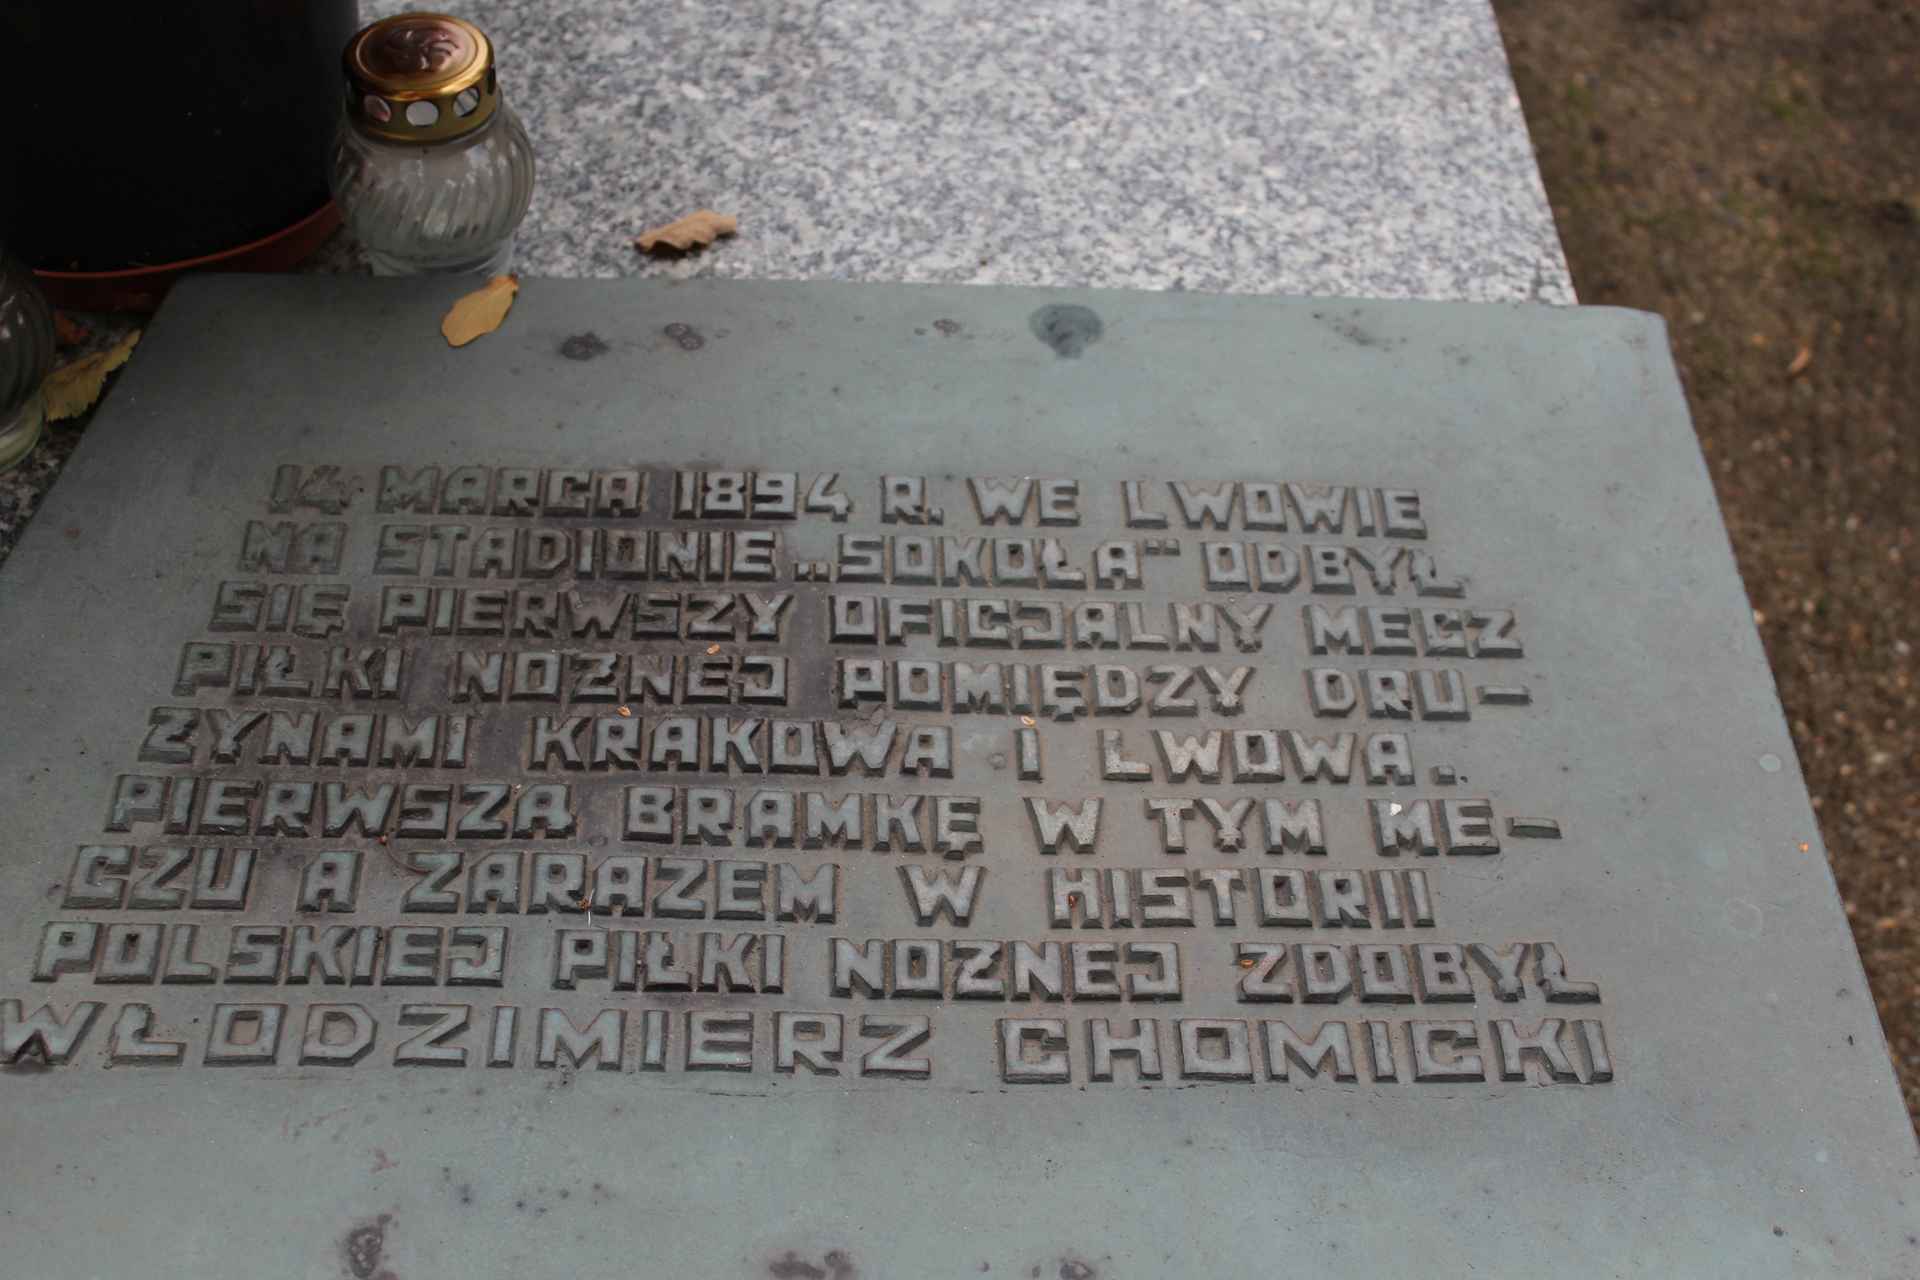 14 MARCA 1894 R. WE LWOWIE
NA STADIONIE „SOKOŁA" ODBYŁ
SIĘ PIERWSZY OFICJALNY MECZ
PIŁKI NOZNEJ POMIĘDZY DRU-
ZYNAMI KRAKOWA I LWOWA.
PIERWSZĄ BRAMKĘ W TYM ME-
CZU A ZARAZEM W HISTORII
POLSKIEJ PIŁKI NOZNEJ ZDOBYŁ
WŁODZIMIERZ CHOMICKI